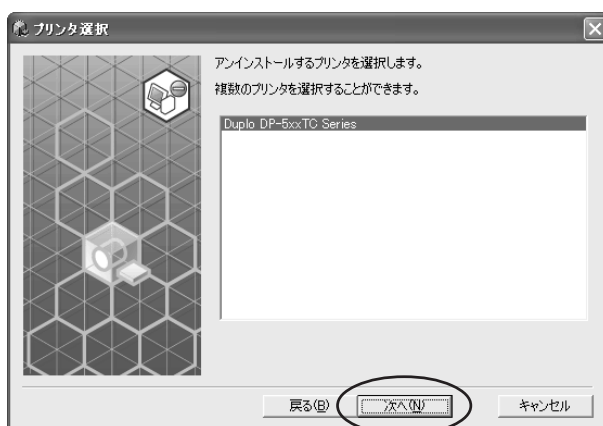 プリンタ選択
アンインストールするプリンタを選択します。
複数のプリンタを選択することができます。
Duplo DP-5xxTC Series
戻る(B) 次へ(N) キャンセル